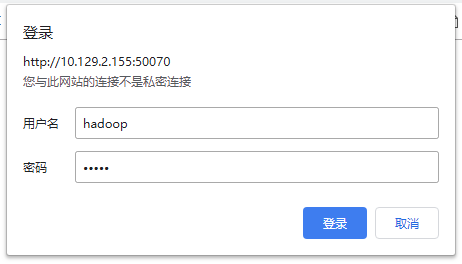 登录
http://10.129.2.155:50070
您与此网站的连接不是私密连接
用户名 hadoop
密码 •••••
登录 取消